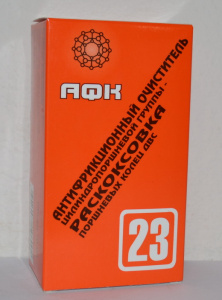 АФК
АНТИФРИКЦИОННЫЙ ОЧИСТИТЕЛЬ
ЦИЛИНДРОПОРШНЕВОЙ ГРУППЫ -
РАСКОКСОВКА
ПОРШНЕВЫХ КОЛЕЦ ДВС
23